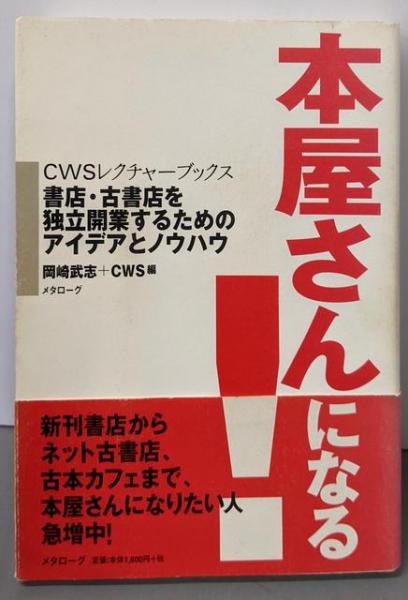 本屋さんになる!
CWSレクチャーブックス
書店・古書店を
独立開業するための
アイデアとノウハウ
岡崎武志+CWS編
メタローグ
新刊書店から
ネット古書店、
古本カフェまで、
本屋さんになりたい人
急増中!
メタローグ 定価:本体1,600円+税